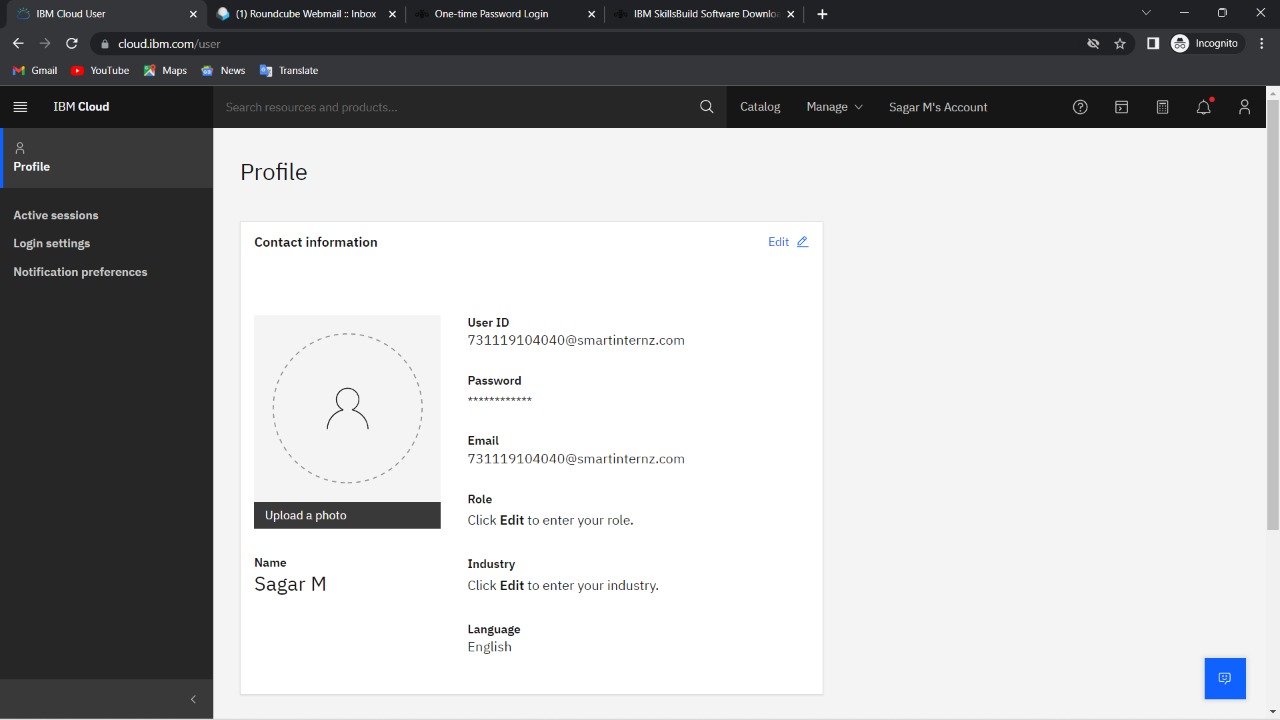 IBM Cloud User
(1) Roundcube Webmail :: Inbox
One-time Password Login
IBM SkillsBuild Software Downlo
cloud.ibm.com/user
Incognito
Gmail
YouTube
Maps
News
Translate
IBM Cloud
Search resources and products...
Catalog
Manage
Sagar M's Account
Profile
Active sessions
Login settings
Notification preferences
Profile
Contact information
Edit
Upload a photo
Name
Sagar M
User ID
731119104040@smartinternz.com
Password
************
Email
731119104040@smartinternz.com
Role
Click Edit to enter your role.
Industry
Click Edit to enter your industry.
Language
English